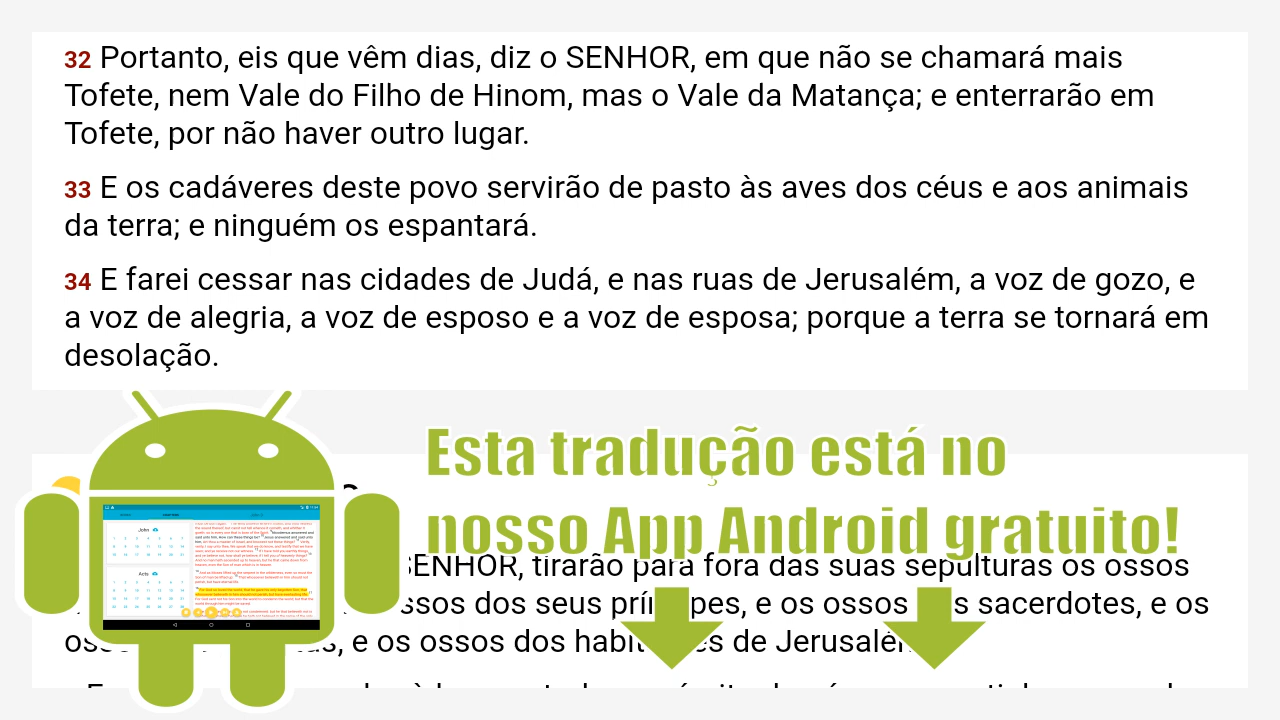 32 Portanto, eis que vêm dias, diz o SENHOR, em que não se chamará mais
Tofete, nem Vale do Filho de Hinom, mas o Vale da Matança; e enterrarão em
Tofete, por não haver outro lugar.
33 E os cadáveres deste povo servirão de pasto às aves dos céus e aos animais
da terra; e ninguém os espantará.
34 E farei cessar nas cidades de Judá, e nas ruas de Jerusalém, a voz de gozo, e
a voz de alegria, a voz de esposo e a voz de esposa; porque a terra se tornará em
desolação.
Esta tradução está no
nosso App Android gratuito!
John
Acts
SENHOR, tirarão para fora das suas sepulturas os ossos
dos seus príncipes, e os ossos sacerdotes, e os
e os ossos dos habitantes de Jerusalém